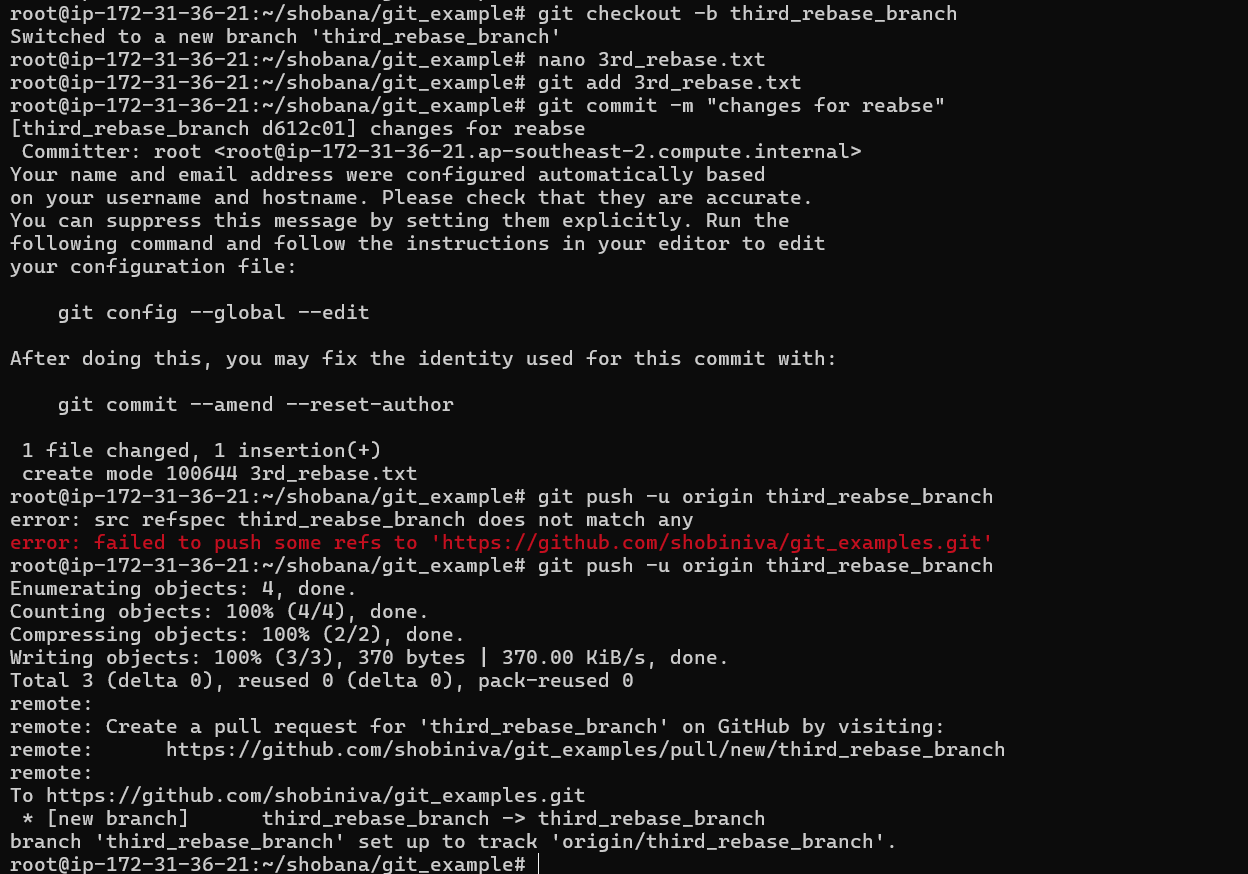 root@ip-172-31-36-21:~/shobana/git_example# git checkout -b third_rebase_branch
Switched to a new branch 'third_rebase_branch'
root@ip-172-31-36-21:~/shobana/git_example# nano 3rd_rebase.txt
root@ip-172-31-36-21:~/shobana/git_example# git add 3rd_rebase.txt
root@ip-172-31-36-21:~/shobana/git_example# git commit -m "changes for reabse"
[third_rebase_branch d612c01] changes for reabse
 Committer: root <root@ip-172-31-36-21.ap-southeast-2.compute.internal>
Your name and email address were configured automatically based
on your username and hostname. Please check that they are accurate.
You can suppress this message by setting them explicitly. Run the
following command and follow the instructions in your editor to edit
your configuration file:

    git config --global --edit

After doing this, you may fix the identity used for this commit with:

    git commit --amend --reset-author

 1 file changed, 1 insertion(+)
 create mode 100644 3rd_rebase.txt
root@ip-172-31-36-21:~/shobana/git_example# git push -u origin third_reabse_branch
error: src refspec third_reabse_branch does not match any
error: failed to push some refs to 'https://github.com/shobiniva/git_examples.git'
root@ip-172-31-36-21:~/shobana/git_example# git push -u origin third_rebase_branch
Enumerating objects: 4, done.
Counting objects: 100% (4/4), done.
Compressing objects: 100% (2/2), done.
Writing objects: 100% (3/3), 370 bytes | 370.00 KiB/s, done.
Total 3 (delta 0), reused 0 (delta 0), pack-reused 0
remote:
remote: Create a pull request for 'third_rebase_branch' on GitHub by visiting:
remote:      https://github.com/shobiniva/git_examples/pull/new/third_rebase_branch
remote:
To https://github.com/shobiniva/git_examples.git
 * [new branch]      third_rebase_branch -> third_rebase_branch
branch 'third_rebase_branch' set up to track 'origin/third_rebase_branch'.
root@ip-172-31-36-21:~/shobana/git_example#